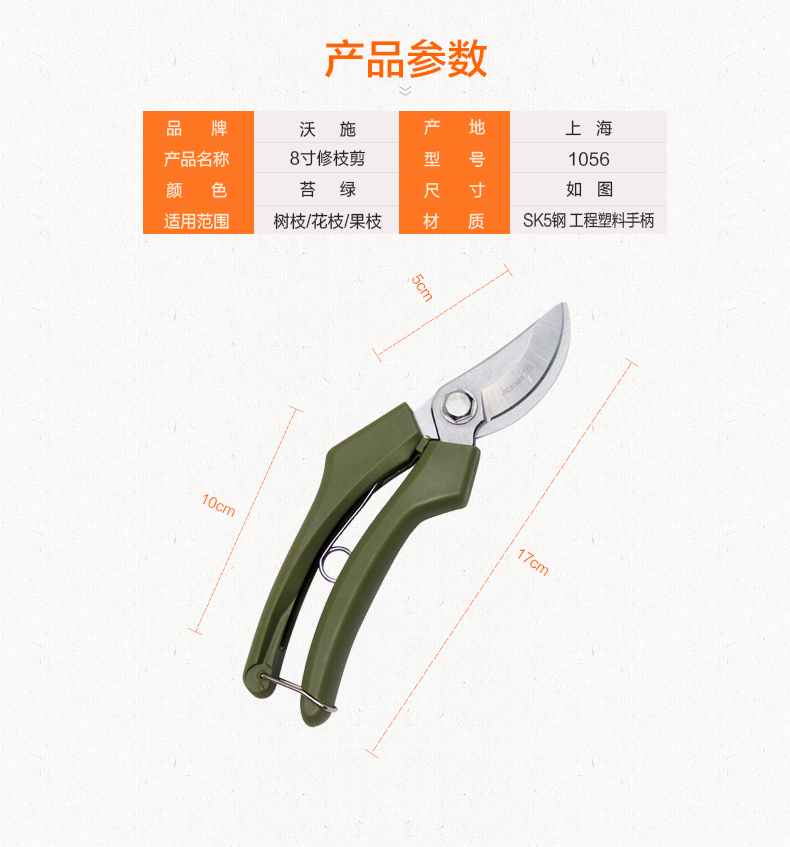 产品参数
品 牌 沃 施 产 地 上 海
产品名称 8寸修枝剪 型 号 1056
颜 色 苔 绿 尺 寸 如 图
适用范围 树枝/花枝/果枝 材 质 SK5钢 工程塑料手柄
5cm
10cm
17cm